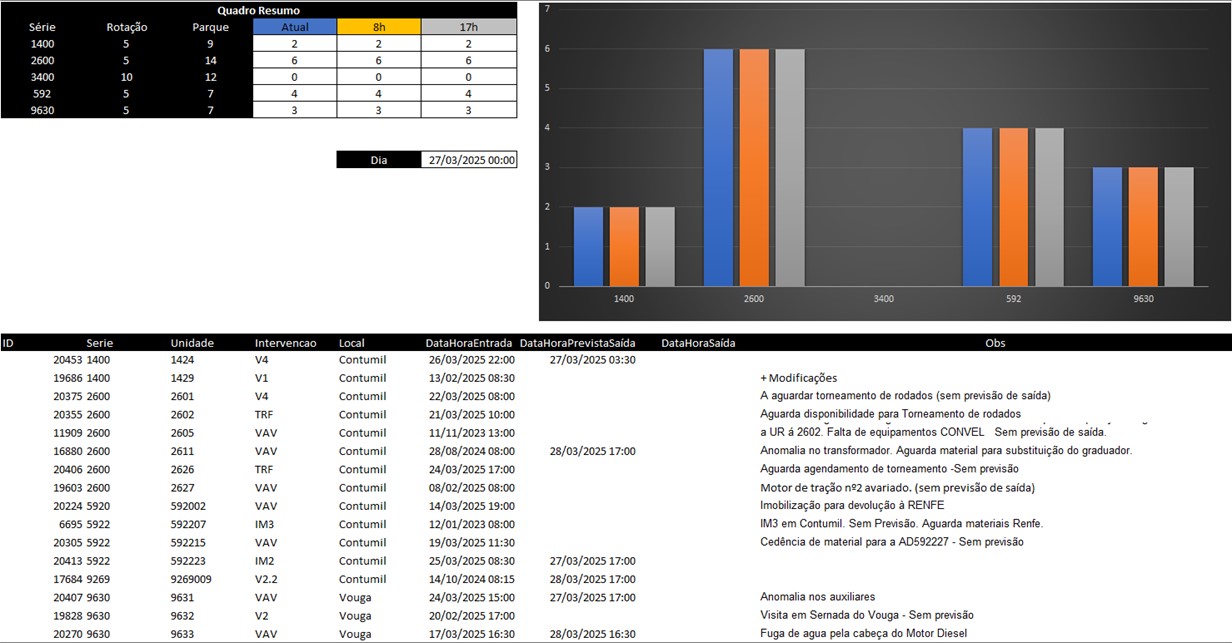 Quadro Resumo
Série Rotação Parque Atual 8h 17h
1400 5 9 2 2 2
2600 5 14 6 6 6
3400 10 12 0 0 0
592 5 7 4 4 4
9630 5 7 3 3 3
Dia 27/03/2025 00:00
7
6
5
4
3
2
1
0
1400 2600 3400 592 9630
ID Serie Unidade Intervencao Local DataHoraEntrada DataHoraPrevistaSaída DataHoraSaída Obs
20453 1400 1424 V4 Contumil 26/03/2025 22:00 27/03/2025 03:30
19686 1400 1429 V1 Contumil 13/02/2025 08:30 + Modificações
20375 2600 2601 V4 Contumil 22/03/2025 08:00 A aguardar torneamento de rodados (sem previsão de saída)
20355 2600 2602 TRF Contumil 21/03/2025 10:00 Aguarda disponibilidade para Torneamento de rodados
11909 2600 2605 VAV Contumil 11/11/2023 13:00 a UR á 2602. Falta de equipamentos CONVEL Sem previsão de saída.
16880 2600 2611 VAV Contumil 28/08/2024 08:00 28/03/2025 17:00 Anomalia no transformador. Aguarda material para substituição do graduador.
20406 2600 2626 TRF Contumil 24/03/2025 17:00 Aguarda agendamento de torneamento -Sem previsão
19603 2600 2627 VAV Contumil 08/02/2025 08:00 Motor de tração nº2 avariado. (sem previsão de saída)
20224 5920 592002 VAV Contumil 14/03/2025 19:00 Imobilização para devolução à RENFE
6695 5922 592207 IM3 Contumil 12/01/2023 08:00 IM3 em Contumil. Sem Previsão. Aguarda materiais Renfe.
20305 5922 592215 VAV Contumil 19/03/2025 11:30 Cedência de material para a AD592227 - Sem previsão
20413 5922 592223 IM2 Contumil 25/03/2025 08:30 27/03/2025 17:00
17684 9269 9269009 V2.2 Contumil 14/10/2024 08:15 28/03/2025 17:00
20407 9630 9631 VAV Vouga 24/03/2025 15:00 27/03/2025 17:00 Anomalia nos auxiliares
19828 9630 9632 V2 Vouga 20/02/2025 17:00 Visita em Sernada do Vouga - Sem previsão
20270 9630 9633 VAV Vouga 17/03/2025 16:30 28/03/2025 16:30 Fuga de agua pela cabeça do Motor Diesel